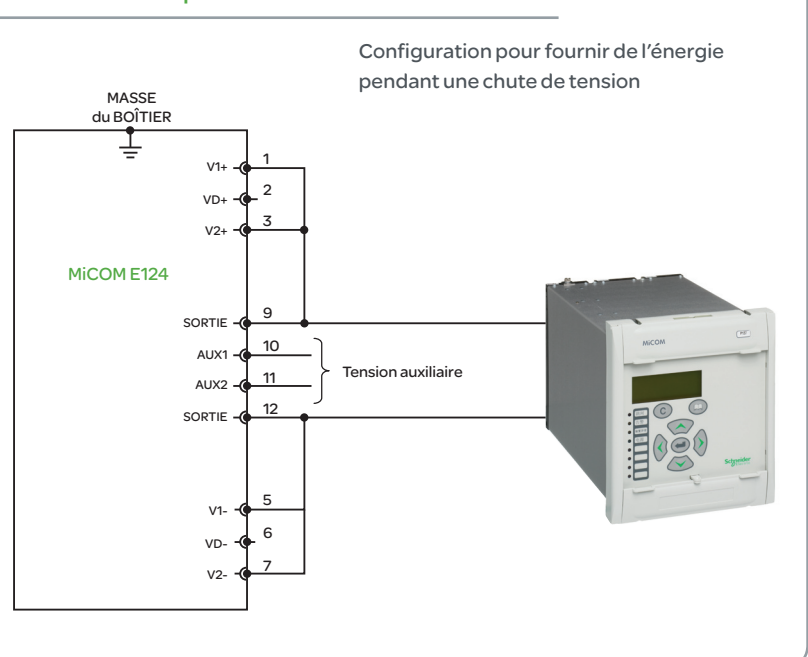 Configuration pour fournir de l'énergie
pendant une chute de tension
MASSE
du BOÎTIER
V1+ 1
VD+ 2
V2+ 3
MiCOM E124
SORTIE 9
AUX1 10
AUX2 11
Tension auxiliaire
SORTIE 12
V1- 5
VD- 6
V2- 7
MiCOM
C
Schneider